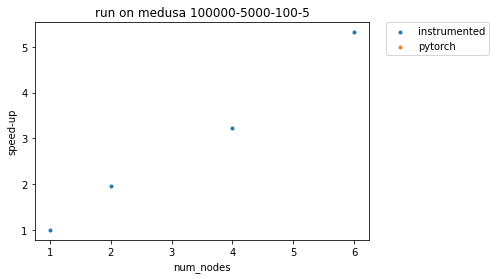 run on medusa 100000-5000-100-5
instrumented
pytorch
speed-up
5
4
3
2
1
1 2 3 4 5 6
num_nodes